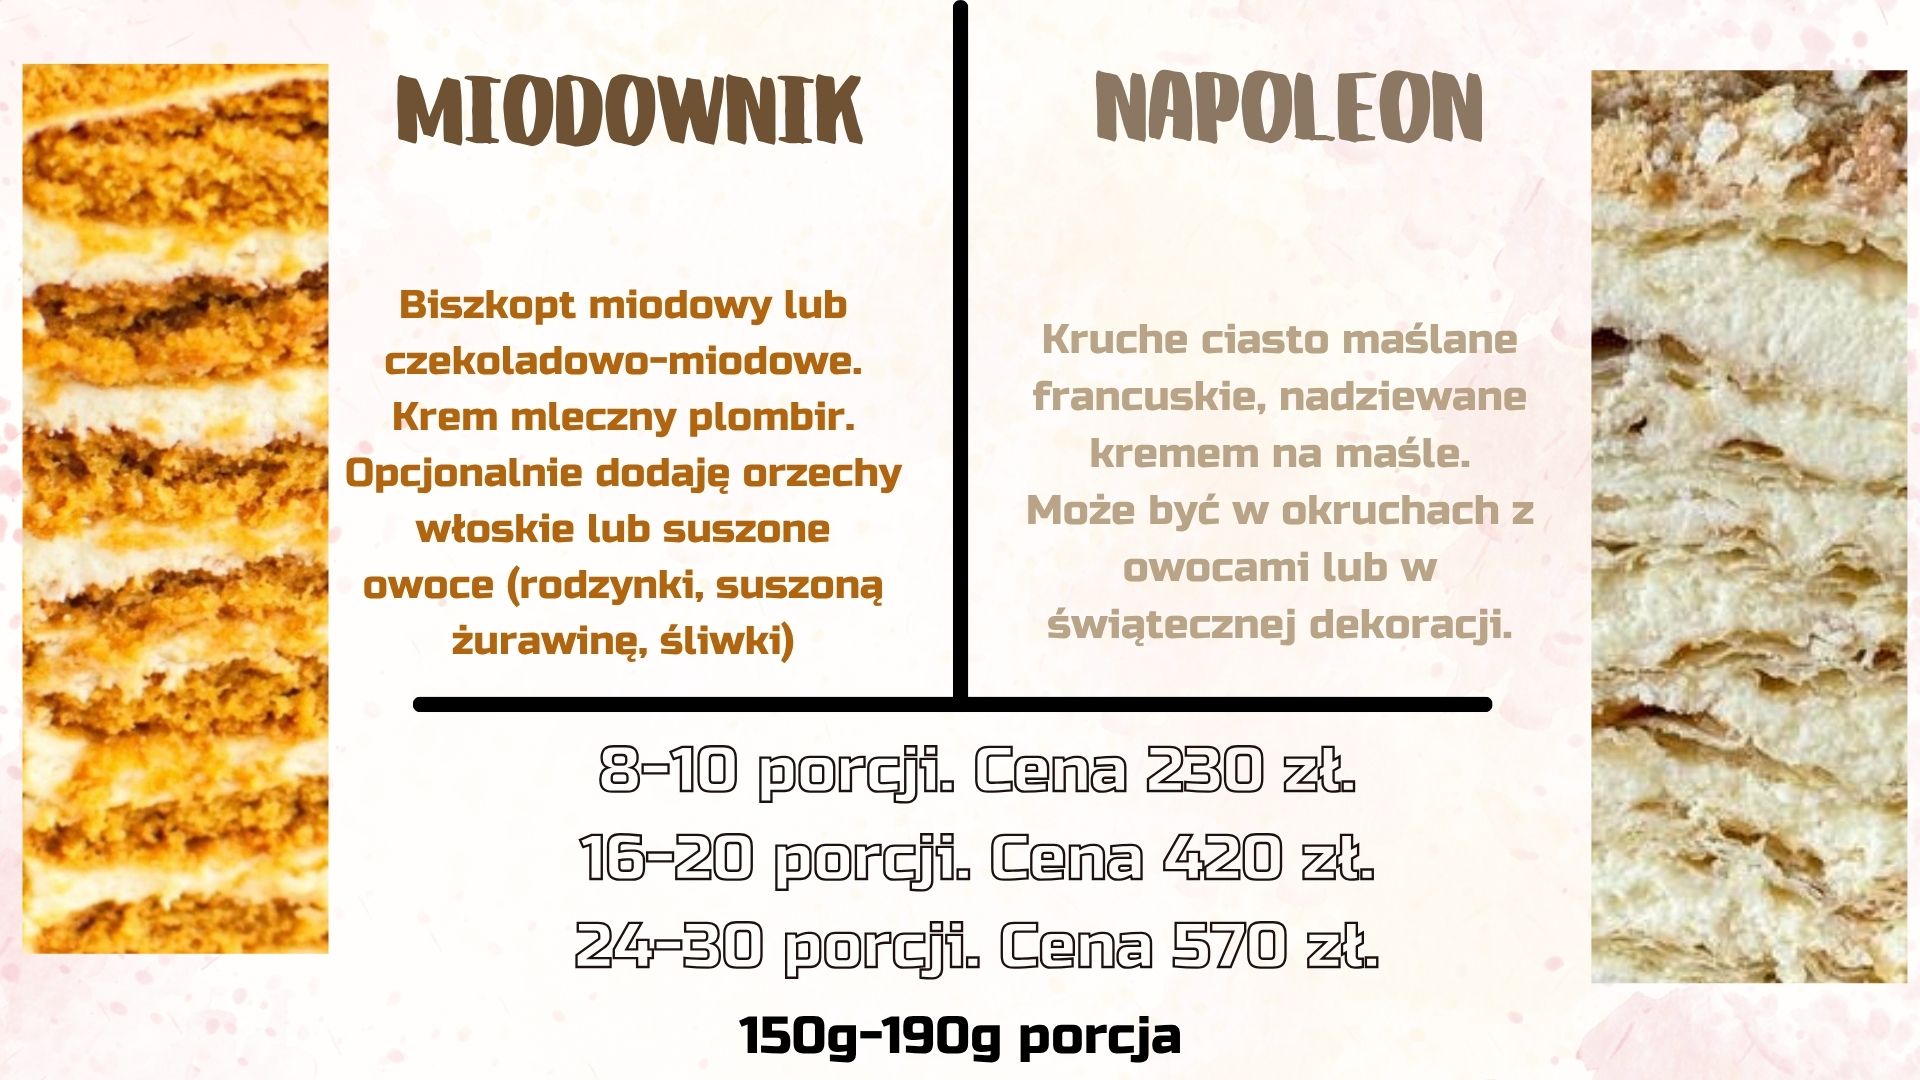 MIODOWNIK
Biszkopt miodowy lub
czekoladowo-miodowe.
Krem mleczny plombir.
Opcjonalnie dodaję orzechy
włoskie lub suszone
owoce (rodzynki, suszoną
żurawinę, śliwki)
NAPOLEON
Kruche ciasto maślane
francuskie, nadziewane
kremem na maśle.
Może być w okruchach z
owocami lub w
świątecznej dekoracji.
8-10 porcji. Cena 230 zł.
16-20 porcji. Cena 420 zł.
24-30 porcji. Cena 570 zł.
150g-190g porcja